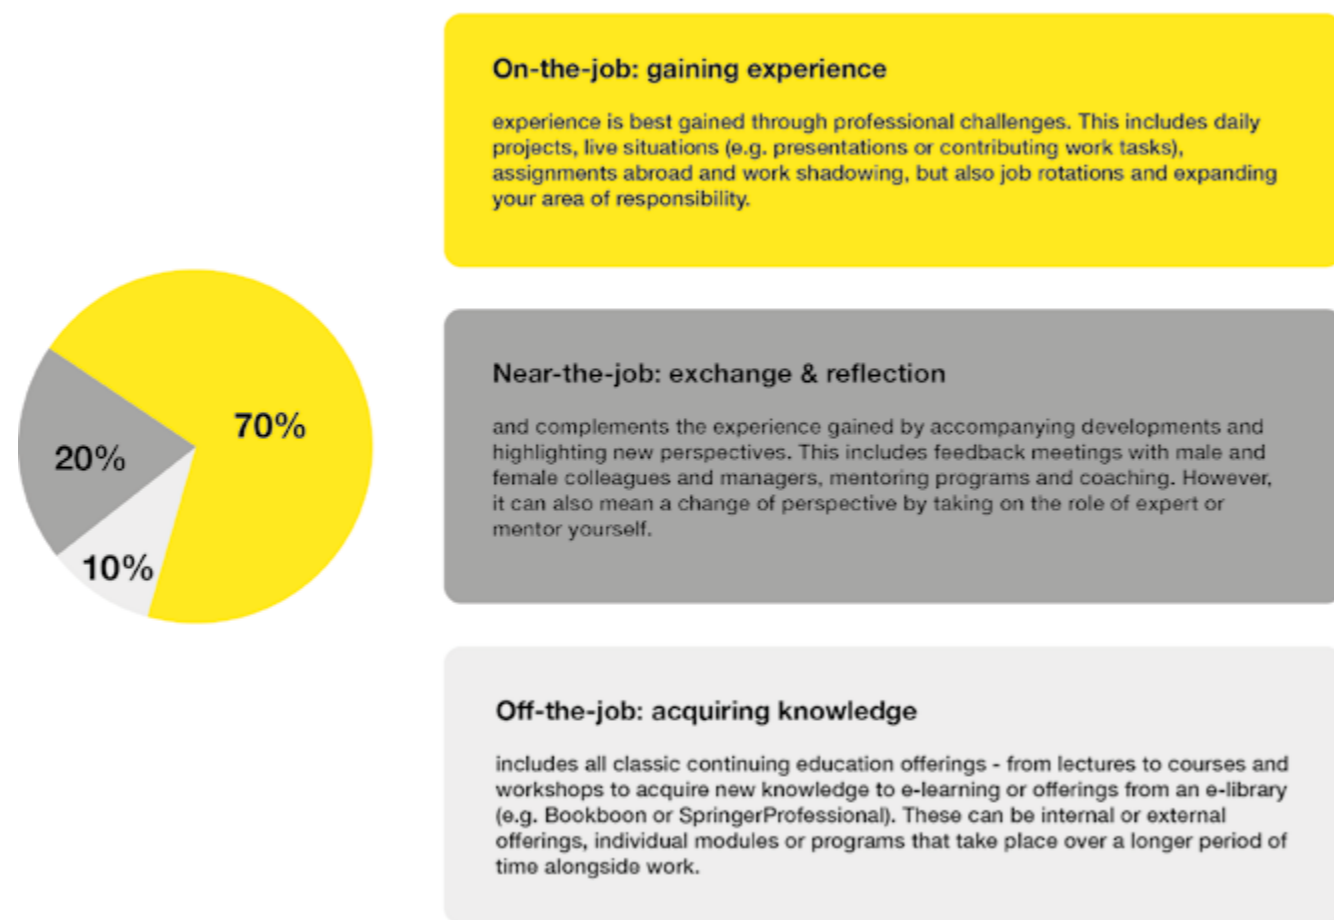 On-the-job: gaining experience
experience is best gained through professional challenges. This includes daily
projects, live situations (e.g. presentations or contributing work tasks),
assignments abroad and work shadowing, but also job rotations and expanding
your area of responsibility.
70%
20%
10%
Near-the-job: exchange & reflection
and complements the experience gained by accompanying developments and
highlighting new perspectives. This includes feedback meetings with male and
female colleagues and managers, mentoring programs and coaching. However,
it can also mean a change of perspective by taking on the role of expert or
mentor yourself.
Off-the-job: acquiring knowledge
includes all classic continuing education offerings - from lectures to courses and
workshops to acquire new knowledge to e-learning or offerings from an e-library
(e.g. Bookboon or SpringerProfessional). These can be internal or external
offerings, individual modules or programs that take place over a longer period of
time alongside work.